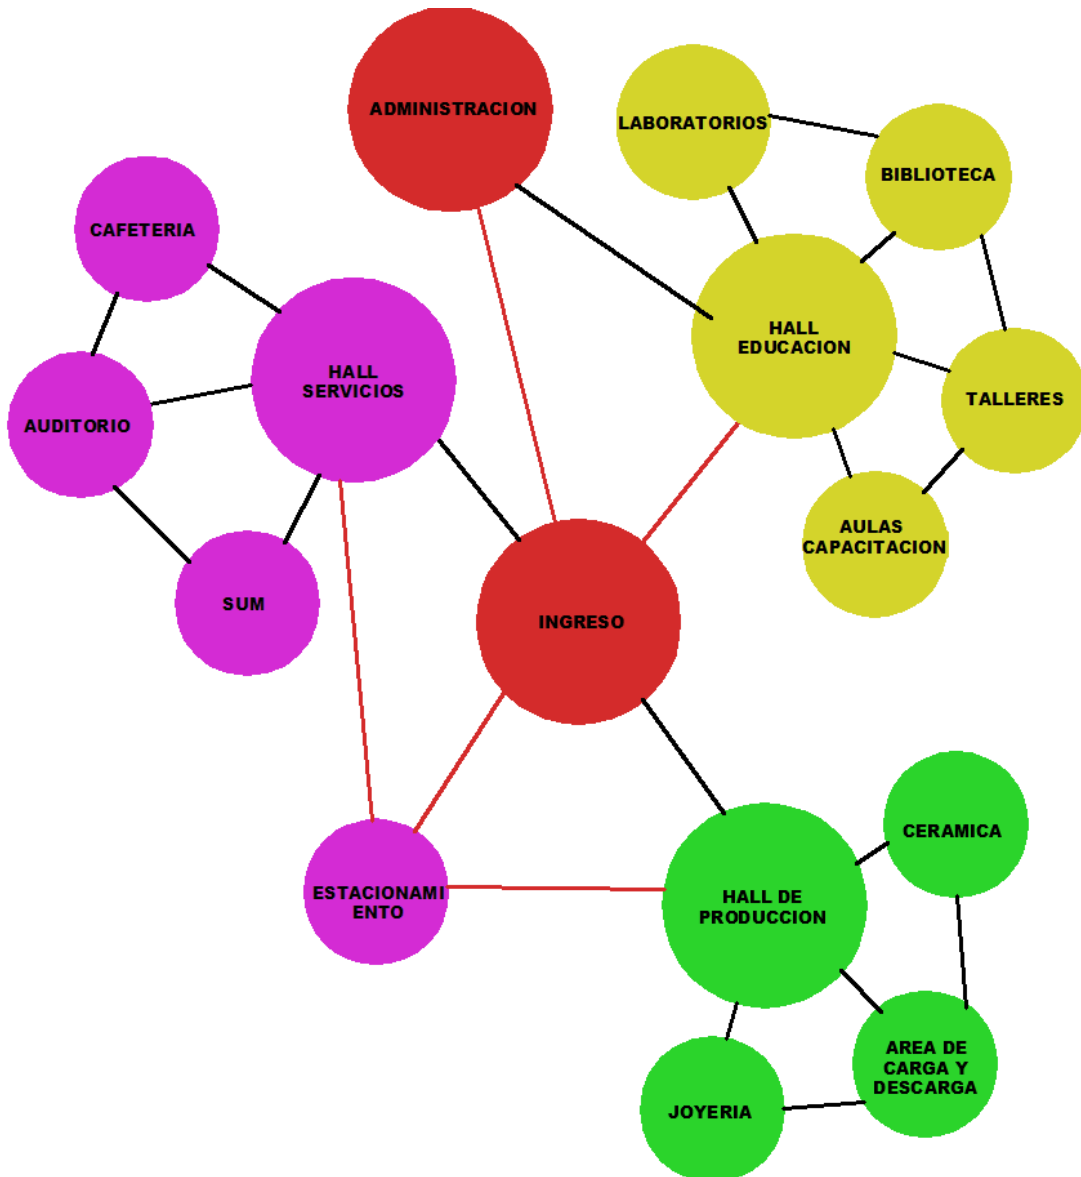 ADMINISTRACION
LABORATORIOS
BIBLIOTECA
CAFETERIA
HALL
EDUCACION
HALL
SERVICIOS
TALLERES
AUDITORIO
AULAS
CAPACITACION
SUM
INGRESO
CERAMICA
ESTACIONAMI
ENTO
HALL DE
PRODUCCION
AREA DE
CARGA Y
DESCARGA
JOYERIA